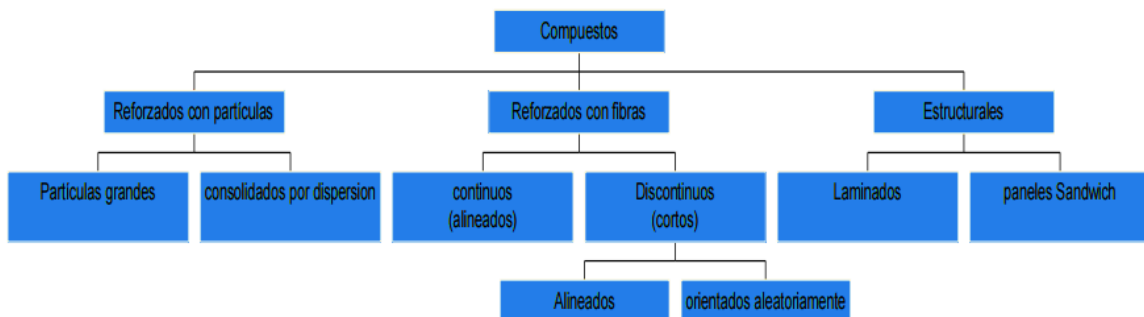 Compuestos
Reforzados con partículas
Reforzados con fibras
Estructurales
Partículas grandes
consolidados por dispersion
continuos
(alineados)
Discontinuos
(cortos)
Laminados
paneles Sandwich
Alineados
orientados aleatoriamente